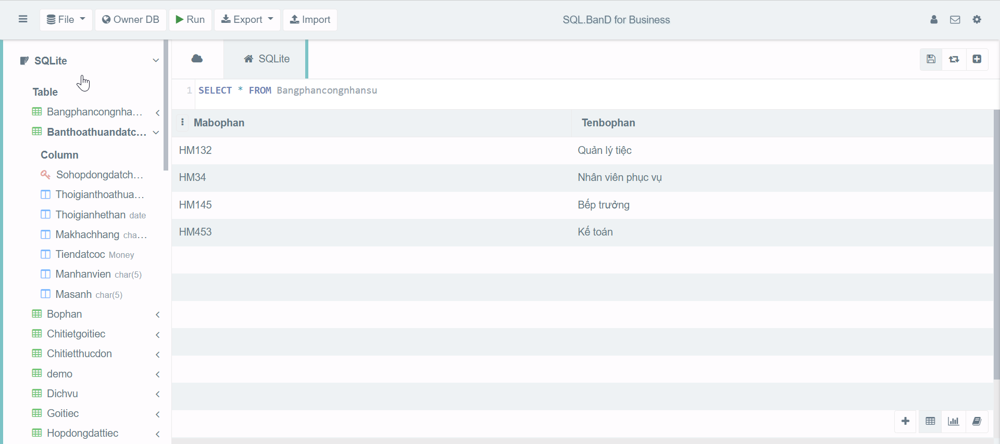 File Owner DB Run Export Import SQL.BanD for Business
SQLite
Table
Bangphancongnha...
Banthoathuandatc...
Column
Sohopdongdatch...
Thoigianthoathua...
Thoigianhethan date
Makhachhang cha...
Tiendatcoc Money
Manhanvien char(5)
Masanh char(5)
Bophan
Chitietgoitiec
Chitietthucdon
demo
Dichvu
Goitiec
Hopdongdattiec
SQLite
1 SELECT * FROM Bangphancongnhansu
Mabophan Tenbophan
HM132 Quản lý tiệc
HM34 Nhân viên phục vụ
HM145 Bếp trưởng
HM453 Kế toán